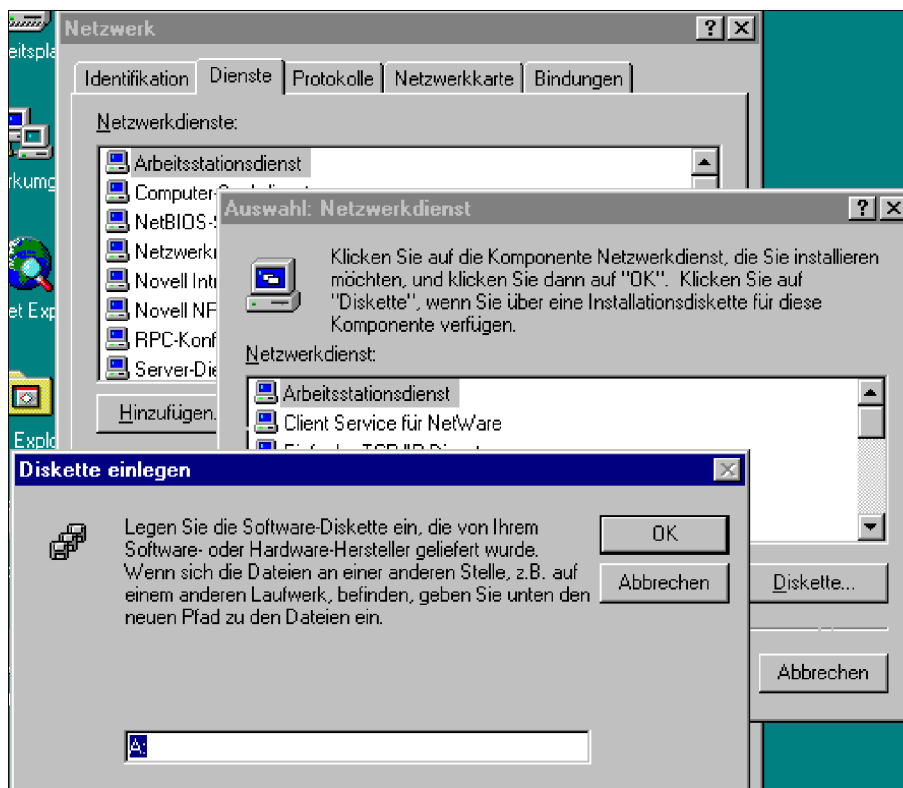 Netzwerk
eitspla
Identifikation Dienste Protokolle Netzwerkkarte Bindungen
Netzwerkdienste:
Arbeitsstationsdienst
rkumg
Computer-
Auswahl: Netzwerkdienst
NetBIOS-S
Netzwerkr
Novell Intr
Novell NF
RPC-Konf
Server-Die
et Exp
Explo
Hinzufügen.
Klicken Sie auf die Komponente Netzwerkdienst, die Sie installieren
möchten, und klicken Sie dann auf "OK". Klicken Sie auf
"Diskette", wenn Sie über eine Installationsdiskette für diese
Komponente verfügen.
Netzwerkdienst:
Arbeitsstationsdienst
Client Service für NetWare
Diskette...
Abbrechen
Diskette einlegen
Legen Sie die Software-Diskette ein, die von Ihrem
Software- oder Hardware-Hersteller geliefert wurde.
Wenn sich die Dateien an einer anderen Stelle, z.B. auf
einem anderen Laufwerk, befinden, geben Sie unten den
neuen Pfad zu den Dateien ein.
OK
Abbrechen
A: